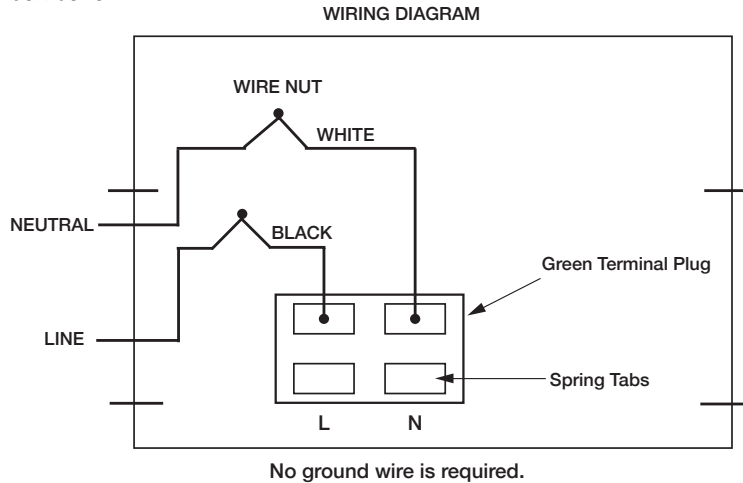 WIRING DIAGRAM
WIRE NUT
WHITE
NEUTRAL
BLACK
Green Terminal Plug
LINE
Spring Tabs
L N
No ground wire is required.